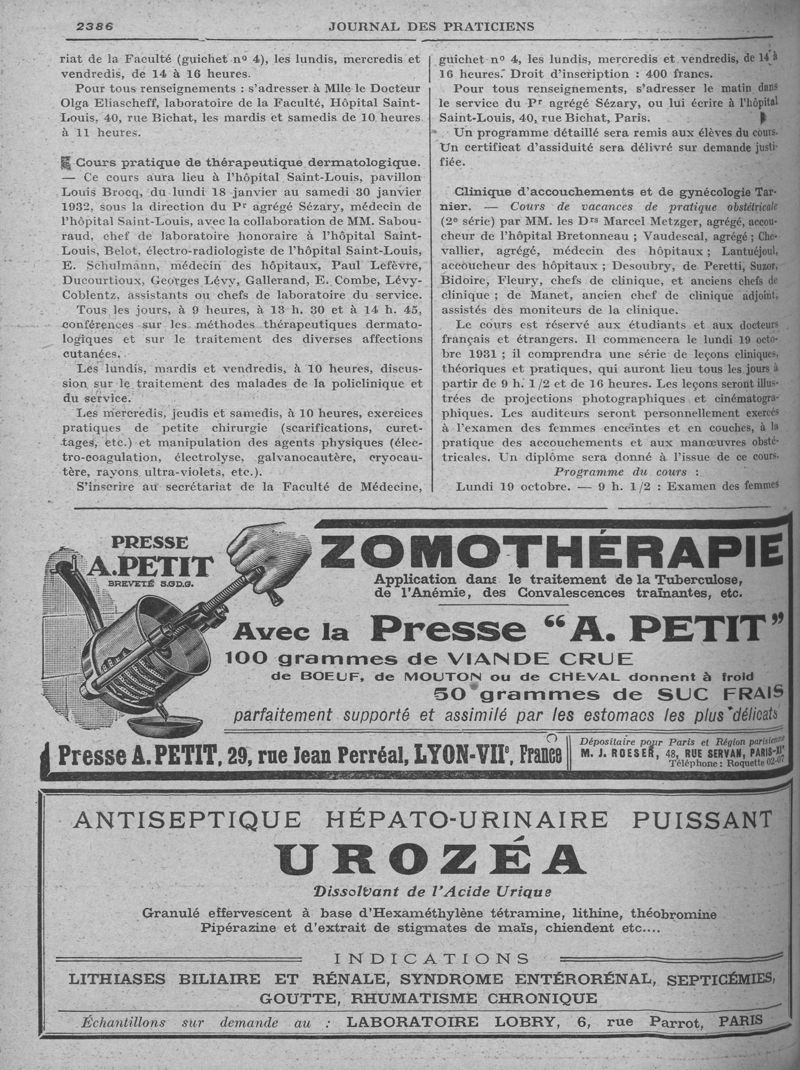 2386
JOURNAL DES PRATICIENS
riat de la Faculté (guichet nº 4), les lundis, mercredis et
vendredis, de 14 à 16 heures.
Pour tous renseignements : s'adresser à Mlle le Docteur
Olga Eliascheff, laboratoire de la Faculté, Hôpital Saint-
Louis, 40, rue Bichat, les mardis et samedis de 10 heures
à 11 heures.
Cours pratique de thérapeutique dermatologique.
— Ce cours aura lieu à l'hôpital Saint-Louis, pavillon
Louis Brocq, du lundi 18 janvier au samedi 30 janvier
1932, sous la direction du Pr agrégé Sézary, médecin de
l'hôpital Saint-Louis, avec la collaboration de MM. Sabou-
raud, chef de laboratoire honoraire à l'hôpital Saint-
Louis, Belot, électro-radiologiste de l'hôpital Saint-Louis,
E. Schulmann, médecin des hôpitaux, Paul Lefèvre,
Ducourtioux, Georges Lévy, Gallerand, E. Combe, Lévy-
Coblentz, assistants ou chefs de laboratoire du service.
Tous les jours, à 9 heures, à 13 h. 30 et à 14 h. 45,
conférences sur les méthodes thérapeutiques dermato-
logiques et sur le traitement des diverses affections
cutanées.
Les lundis, mardis et vendredis, à 10 heures, discus-
sion sur le traitement des malades de la policlinique et
du service.
Les mercredis, jeudis et samedis, à 10 heures, exercices
pratiques de petite chirurgie (scarifications, curet-
tages, etc.) et manipulation des agents physiques (élec-
tro-coagulation, électrolyse, galvanocautère, cryocau-
tère, rayons ultra-violets, etc.).
S'inscrire au secrétariat de la Faculté de Médecine,
guichet nº 4, les lundis, mercredis et vendredis, de 14 à
16 heures. Droit d'inscription : 400 francs.
Pour tous renseignements, s'adresser le matin dans
le service du Pr agrégé Sézary, ou lui écrire à l'hôpital
Saint-Louis, 40, rue Bichat, Paris.
Un programme détaillé sera remis aux élèves du cours.
Un certificat d'assiduité sera délivré sur demande justi-
fiée.
Clinique d'accouchements et de gynécologie Tar-
nier. — Cours de vacances de pratique obstétricale
(2e série) par MM. les Drs Marcel Metzger, agrégé, accou-
cheur de l'hôpital Bretonneau ; Vaudescal, agrégé ; Che-
vallier, agrégé, médecin des hôpitaux ; Lantuéjoul,
accoucheur des hôpitaux ; Desoubry, de Peretti, Suzor,
Bidoire, Fleury, chefs de clinique, et anciens chefs de
clinique ; de Manet, ancien chef de clinique adjoint,
assistés des moniteurs de la clinique.
Le cours est réservé aux étudiants et aux docteurs
français et étrangers. Il commencera le lundi 19 octo-
bre 1931 ; il comprendra une série de leçons cliniques,
théoriques et pratiques, qui auront lieu tous les jours à
partir de 9 h. 1/2 et de 16 heures. Les leçons seront illus-
trées de projections photographiques et cinématogra-
phiques. Les auditeurs seront personnellement exercés
à l'examen des femmes enceintes et en couches, à la
pratique des accouchements et aux manœuvres obsté-
tricales. Un diplôme sera donné à l'issue de ce cours.
Programme du cours :
Lundi 19 octobre. — 9 h. 1/2 : Examen des femmes
PRESSE
A.PETIT
BREVETÉ S.G.D.G.
ZOMOTHÉRAPIE
Application dans le traitement de la Tuberculose,
de l'Anémie, des Convalescences traînantes, etc.
Avec la Presse “A. PETIT”
100 grammes de VIANDE CRUE
de BOEUF, de MOUTON ou de CHEVAL donnent à froid
50 grammes de SUC FRAIS
parfaitement supporté et assimilé par les estomacs les plus délicats
Presse A.PETIT, 29, rue Jean Perréal, LYON-VIIe, France
Dépositaire pour Paris et Région parisienne
M. J. ROESER, 48, RUE SERVAN, PARIS-XIe
Téléphone : Roquette 02-07
ANTISEPTIQUE HÉPATO-URINAIRE PUISSANT
UROZÉA
Dissolvant de l'Acide Urique
Granulé effervescent à base d'Hexaméthylène tétramine, lithine, théobromine
Pipérazine et d'extrait de stigmates de maïs, chiendent etc....
INDICATIONS
LITHIASES BILIAIRE ET RÉNALE, SYNDROME ENTÉRORÉNAL, SEPTICÉMIES,
GOUTTE, RHUMATISME CHRONIQUE
Échantillons sur demande au : LABORATOIRE LOBRY, 6, rue Parrot, PARIS